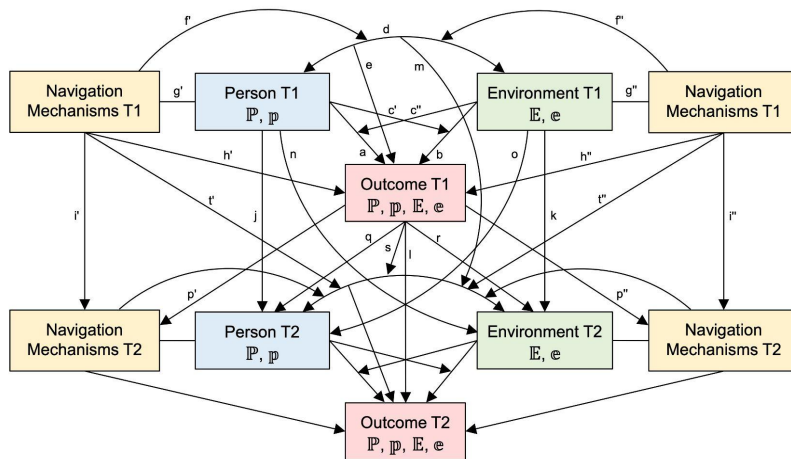 f'
d
f"
e
m
Navigation
Mechanisms T1
g'
Person T1
ℙ, 𝕡
c'
c"
Environment T1
𝔼, 𝕖
g"
Navigation
Mechanisms T1
a
b
n
o
h'
h"
Outcome T1
ℙ, 𝕡, 𝔼, 𝕖
i'
t'
j
k
t"
i"
q
s
l
r
p'
p"
Navigation
Mechanisms T2
Person T2
ℙ, 𝕡
Environment T2
𝔼, 𝕖
Navigation
Mechanisms T2
Outcome T2
ℙ, 𝕡, 𝔼, 𝕖